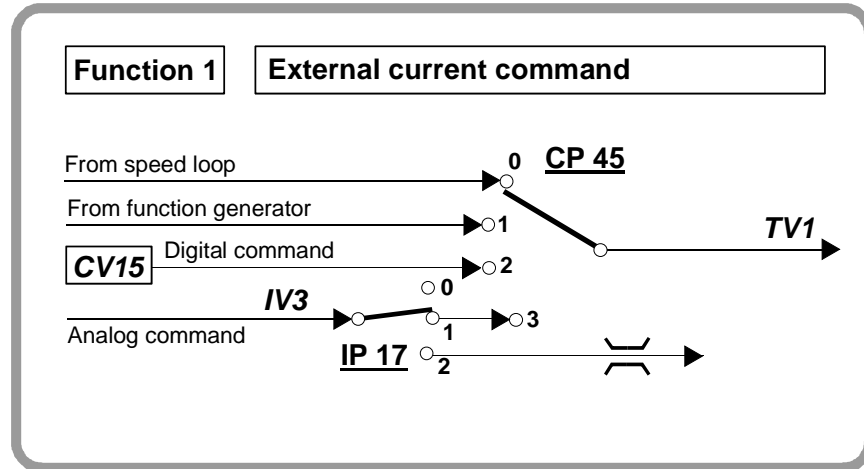 Function 1
External current command
From speed loop
0
CP 45
From function generator
1
TV1
CV15
Digital command
2
0
IV3
Analog command
1
3
IP 17
2